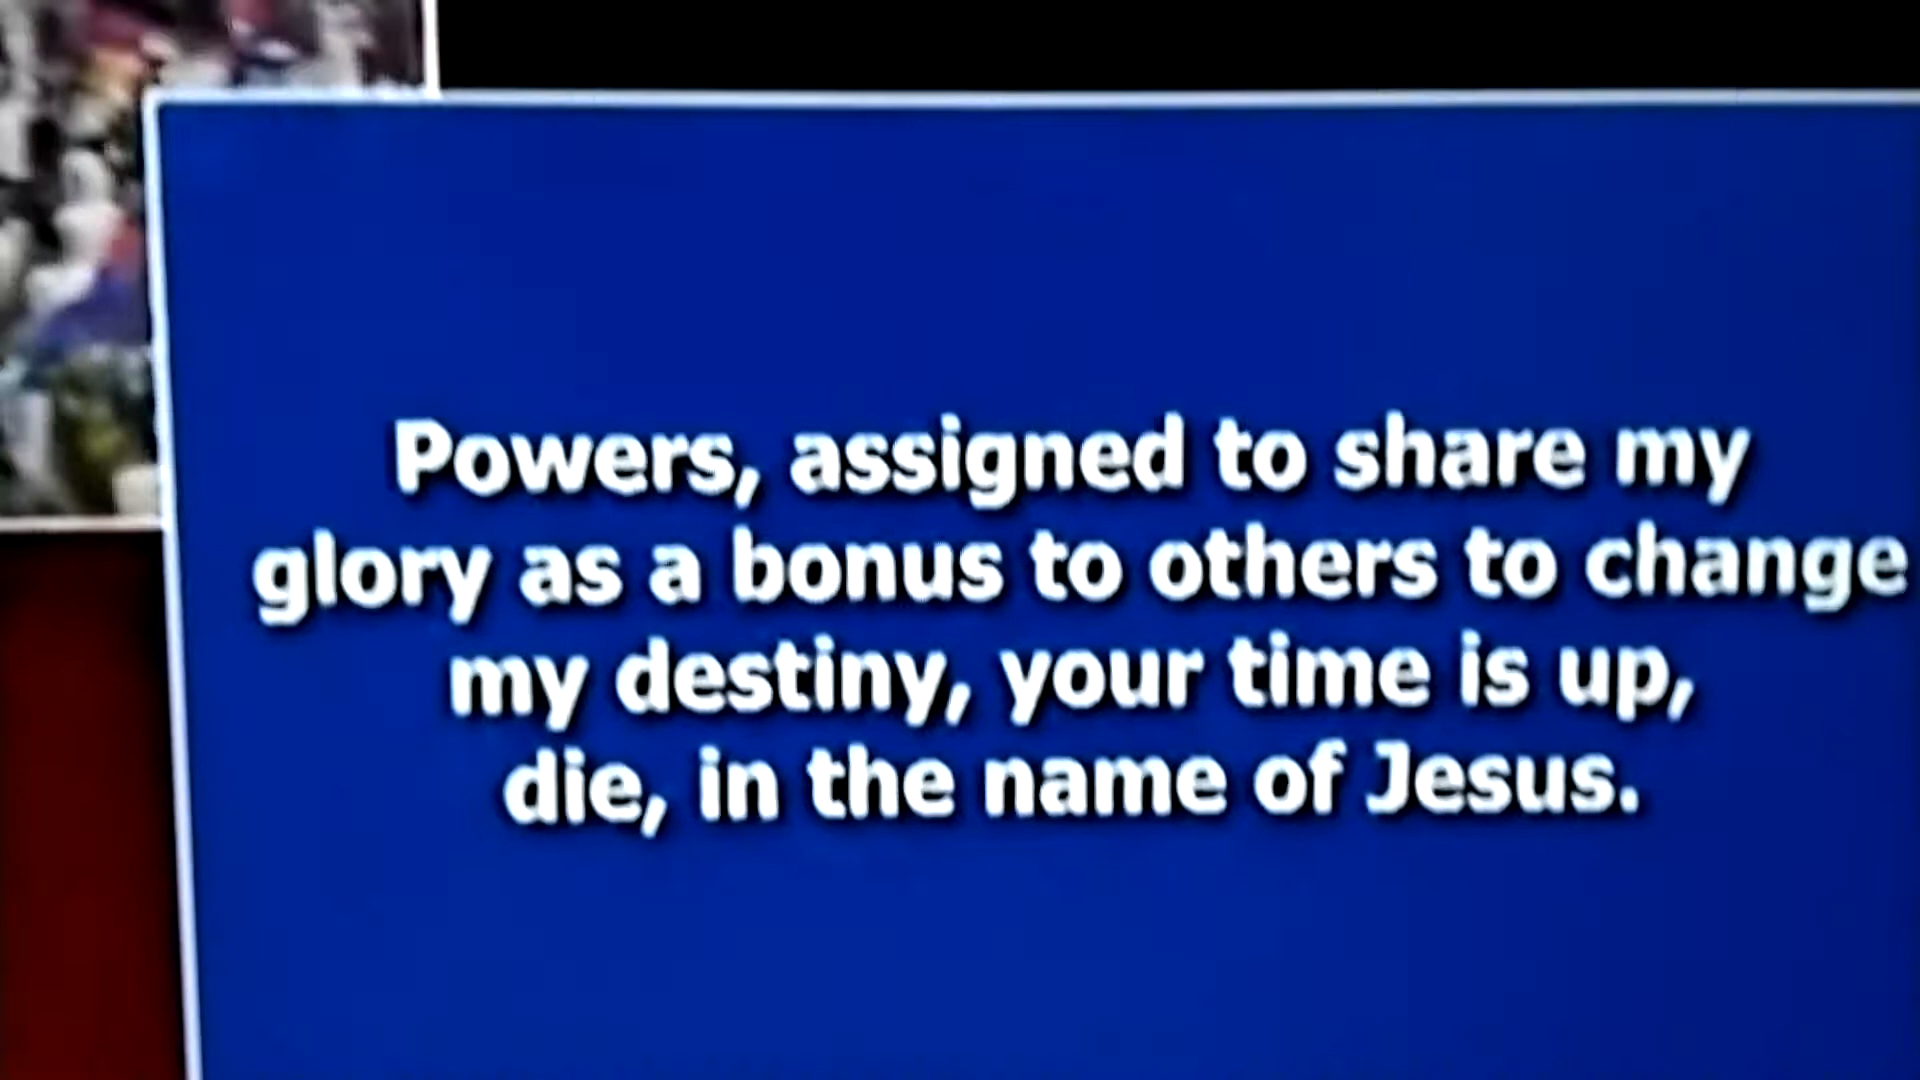 Powers, assigned to share my
glory as a bonus to others to change
my destiny, your time is up,
die, in the name of Jesus.